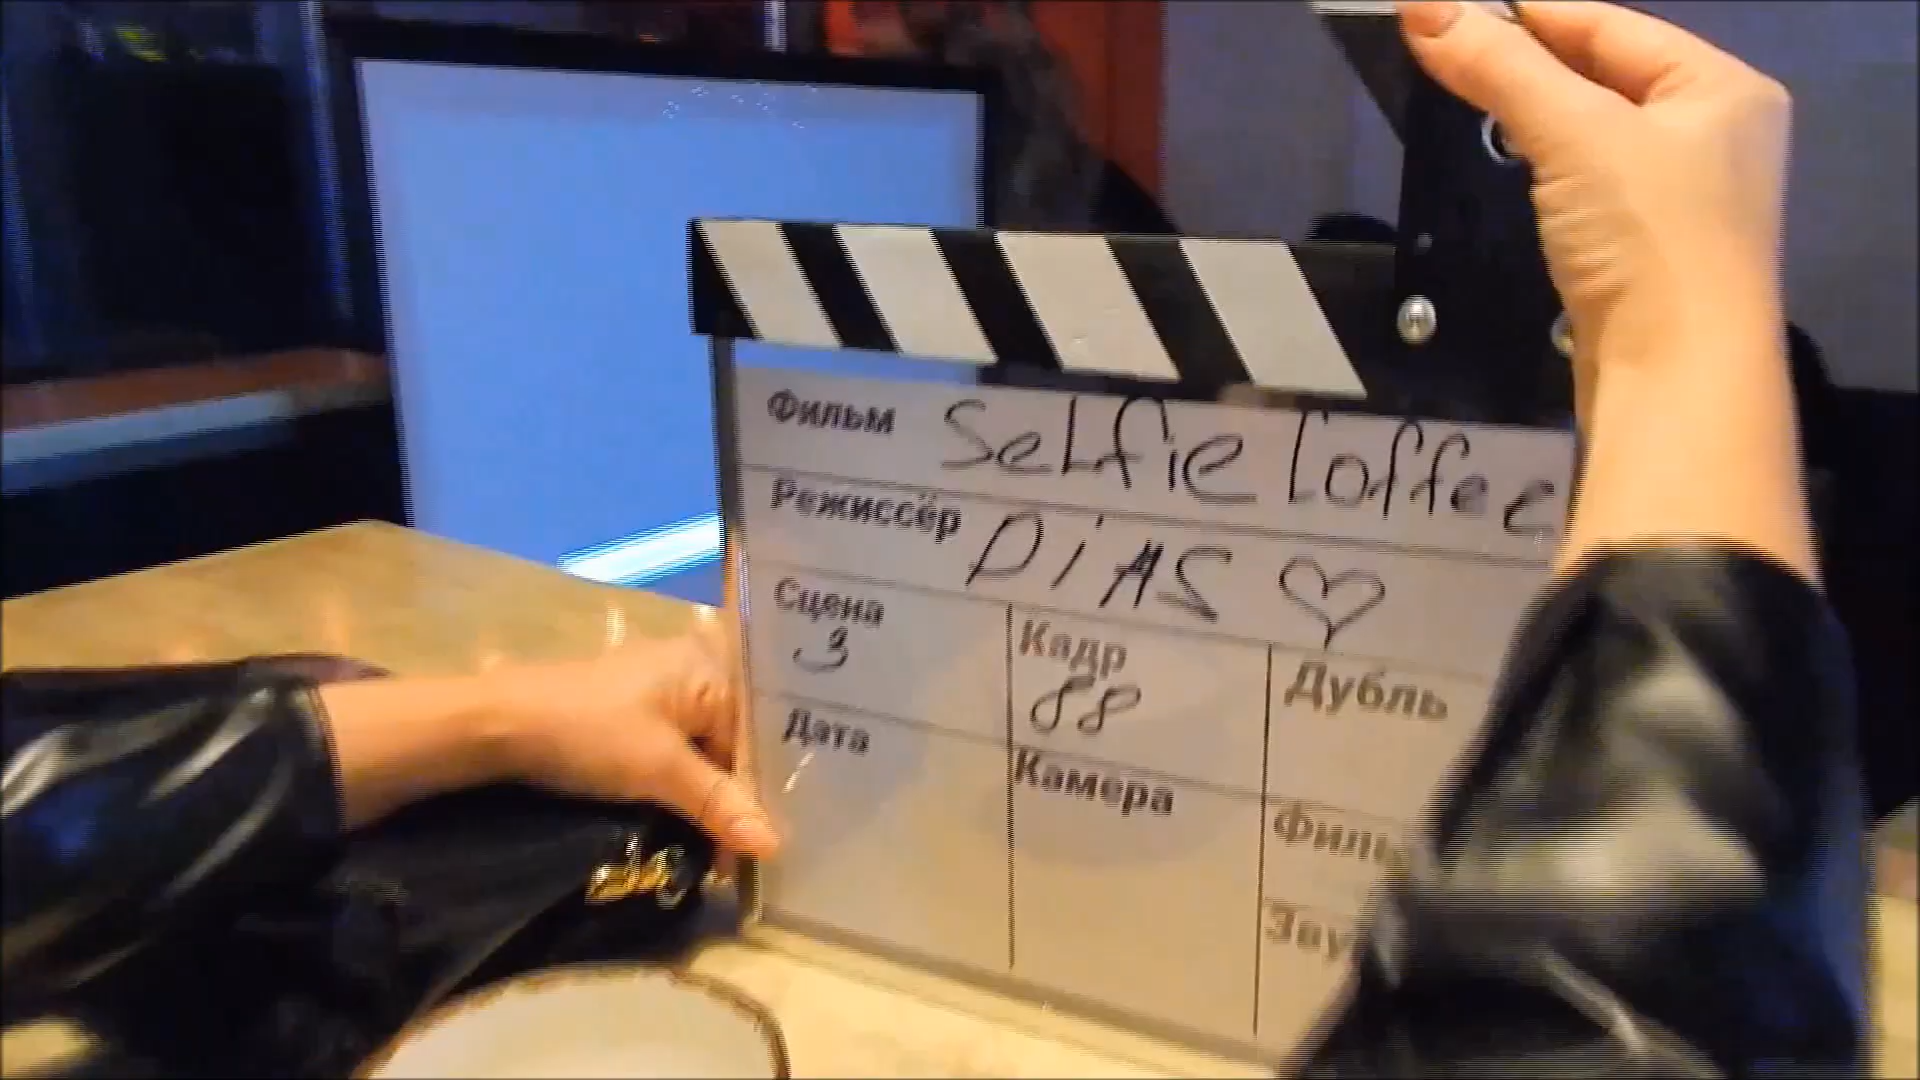 Фильм Selfie Coffee
Режиссёр DiAS
Сцена Кадр Дубль
3 88
Дата Камера